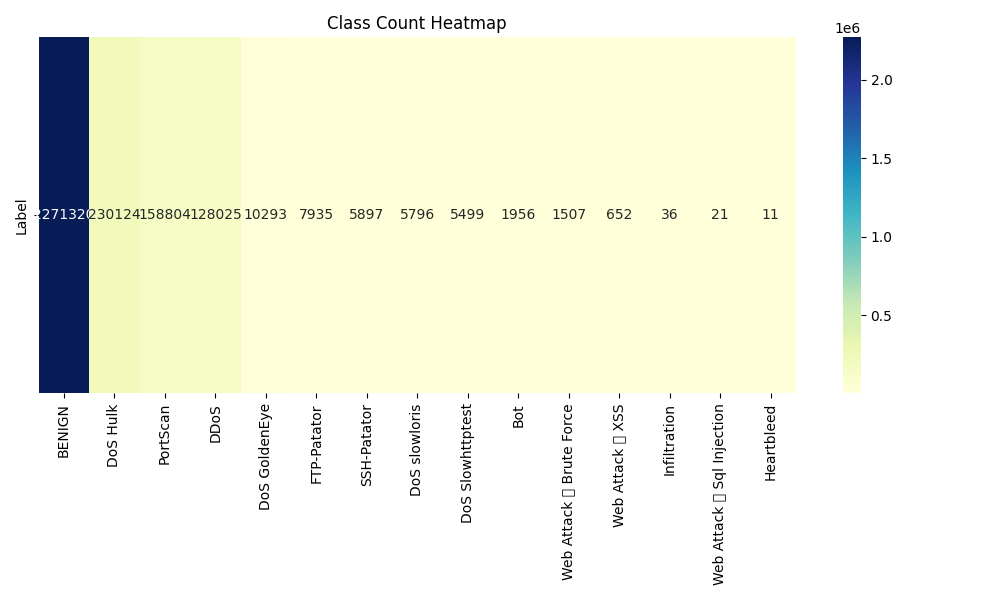 Class Count Heatmap
1e6
Label
2271320 230124 158804 128025 10293 7935 5897 5796 5499 1956 1507 652 36 21 11
2.0
1.5
1.0
0.5
BENIGN
DoS Hulk
PortScan
DDoS
DoS GoldenEye
FTP-Patator
SSH-Patator
DoS slowloris
DoS Slowhttptest
Bot
Web Attack � Brute Force
Web Attack � XSS
Infiltration
Web Attack � Sql Injection
Heartbleed